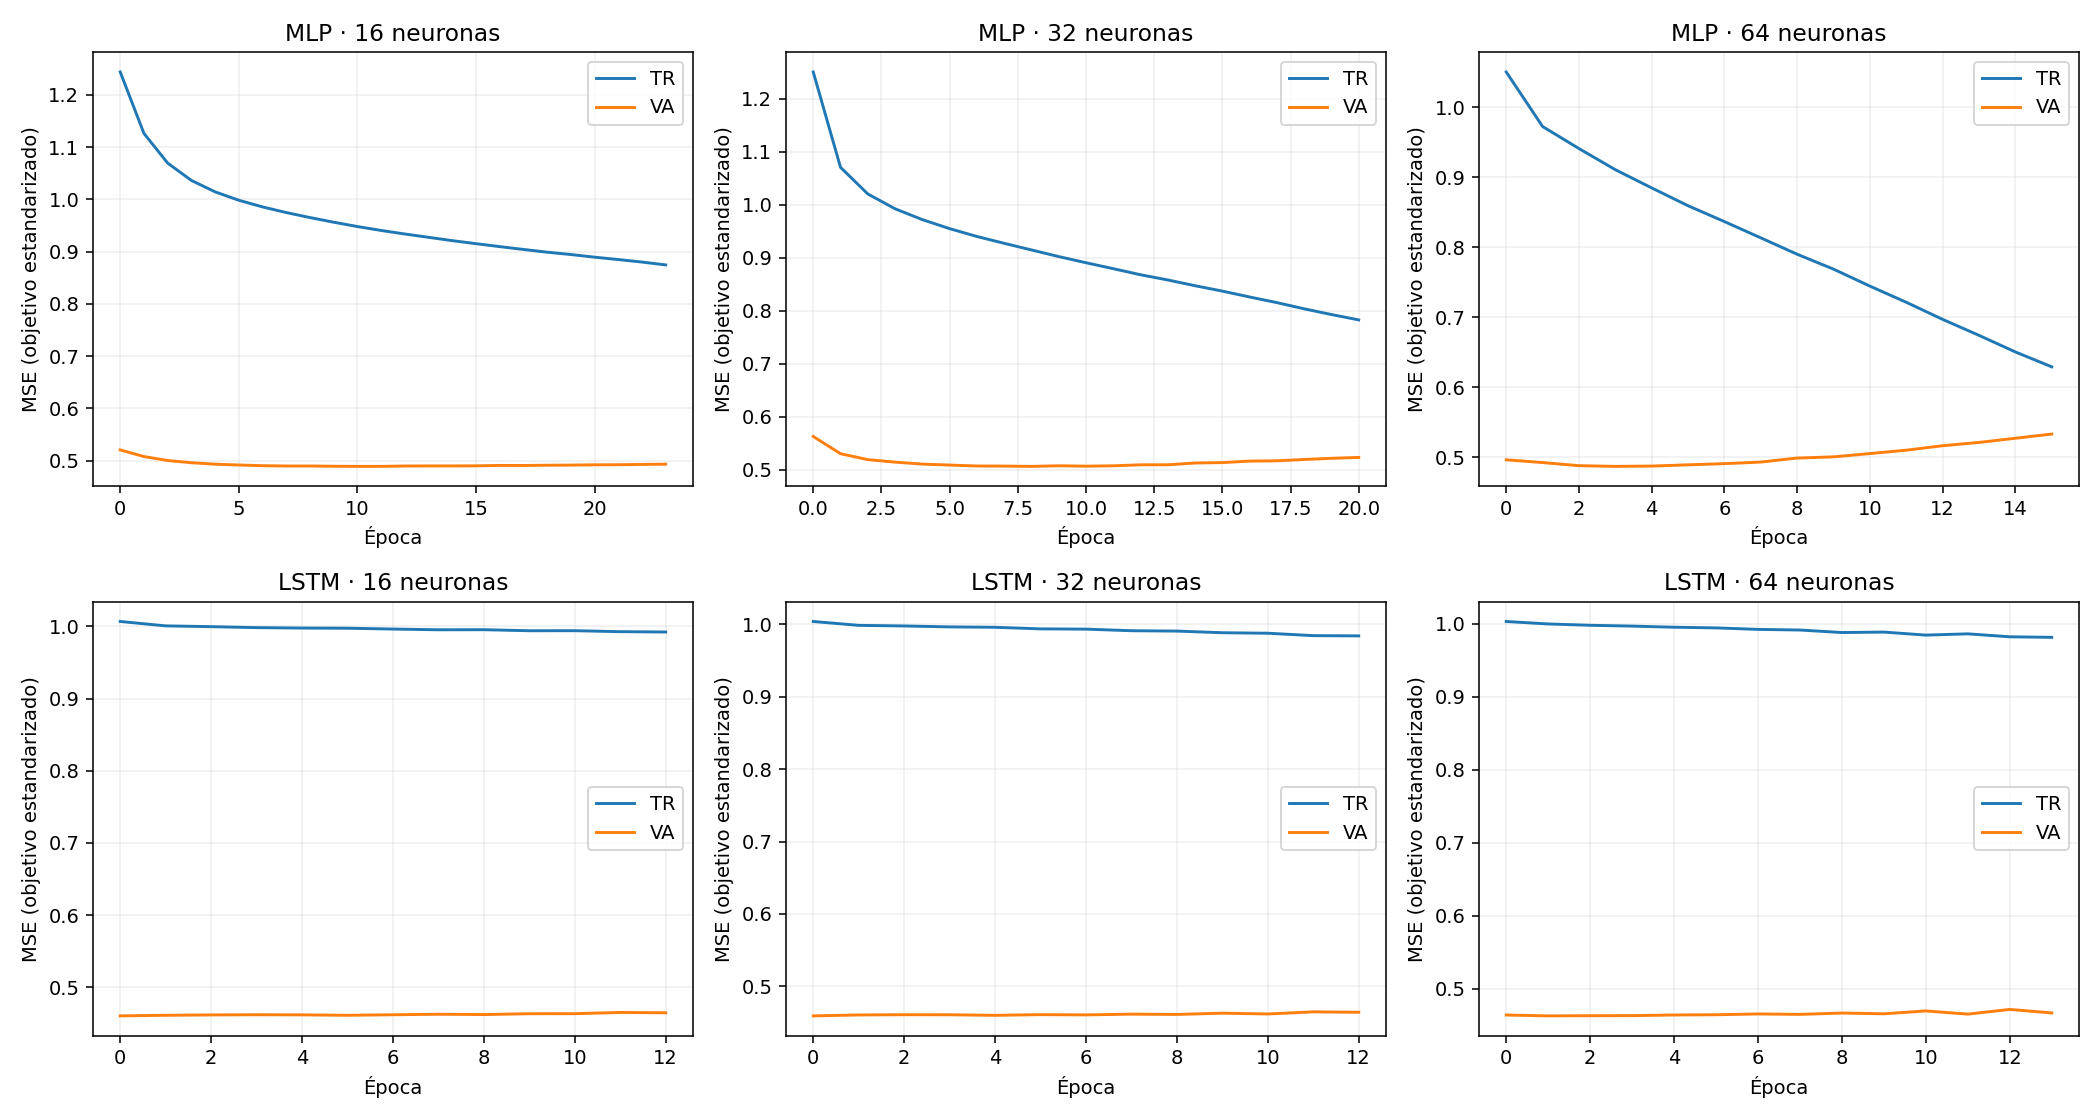 MLP · 16 neuronas
MSE (objetivo estandarizado)
1.2
1.1
1.0
0.9
0.8
0.7
0.6
0.5
TR
VA
0 5 10 15 20
Época
MLP · 32 neuronas
MSE (objetivo estandarizado)
1.2
1.1
1.0
0.9
0.8
0.7
0.6
0.5
TR
VA
0.0 2.5 5.0 7.5 10.0 12.5 15.0 17.5 20.0
Época
MLP · 64 neuronas
MSE (objetivo estandarizado)
1.0
0.9
0.8
0.7
0.6
0.5
TR
VA
0 2 4 6 8 10 12 14
Época
LSTM · 16 neuronas
MSE (objetivo estandarizado)
1.0
0.9
0.8
0.7
0.6
0.5
TR
VA
0 2 4 6 8 10 12
Época
LSTM · 32 neuronas
MSE (objetivo estandarizado)
1.0
0.9
0.8
0.7
0.6
0.5
TR
VA
0 2 4 6 8 10 12
Época
LSTM · 64 neuronas
MSE (objetivo estandarizado)
1.0
0.9
0.8
0.7
0.6
0.5
TR
VA
0 2 4 6 8 10 12
Época